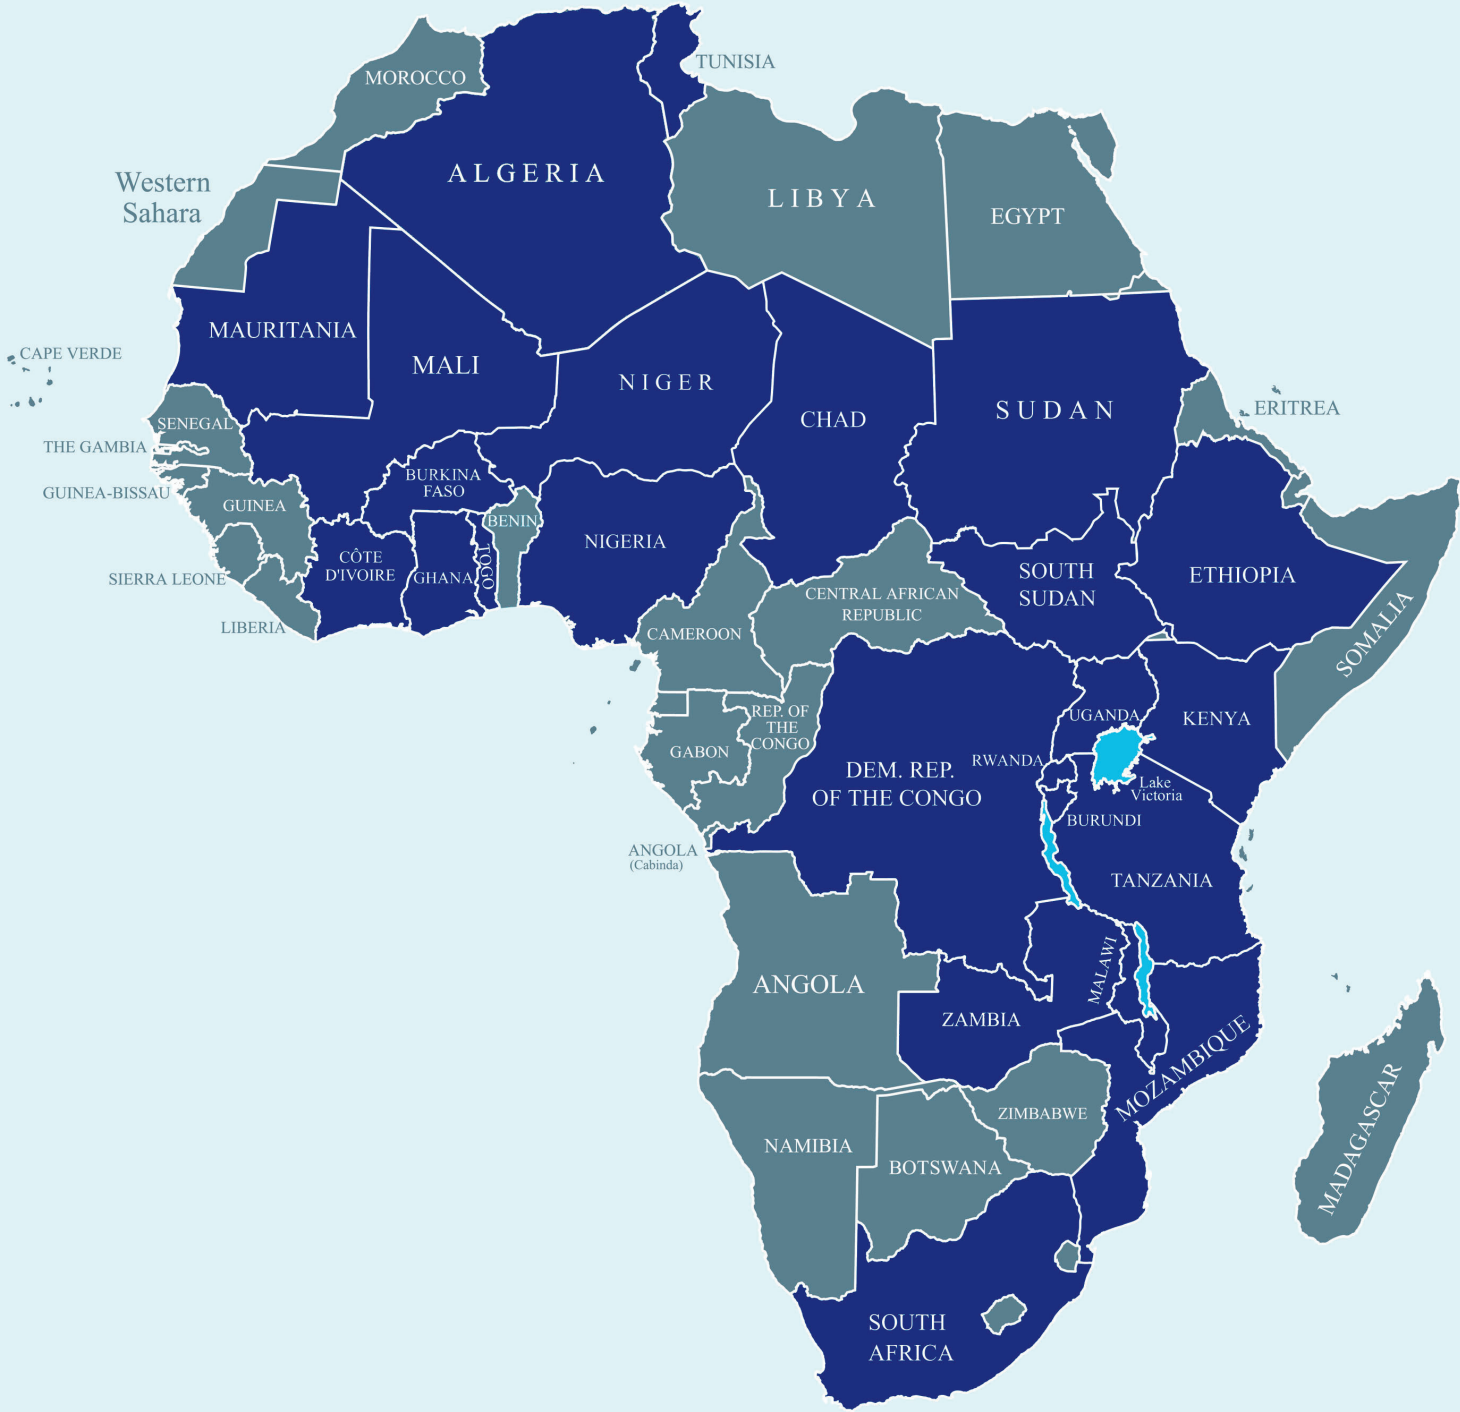 TUNISIA
MOROCCO
ALGERIA
LIBYA
EGYPT
Western
Sahara
MAURITANIA
MALI
NIGER
CHAD
SUDAN
ERITREA
CAPE VERDE
SENEGAL
THE GAMBIA
GUINEA-BISSAU
GUINEA
BURKINA
FASO
BENIN
NIGERIA
CÔTE
D'IVOIRE
GHANA
TOGO
SIERRA LEONE
LIBERIA
SOUTH
SUDAN
ETHIOPIA
SOMALIA
CENTRAL AFRICAN
REPUBLIC
CAMEROON
REP. OF
THE
CONGO
GABON
UGANDA
KENYA
RWANDA
DEM. REP.
OF THE CONGO
Lake
Victoria
BURUNDI
ANGOLA
(Cabinda)
TANZANIA
MALAWI
ANGOLA
ZAMBIA
MOZAMBIQUE
ZIMBABWE
NAMIBIA
BOTSWANA
MADAGASCAR
SOUTH
AFRICA